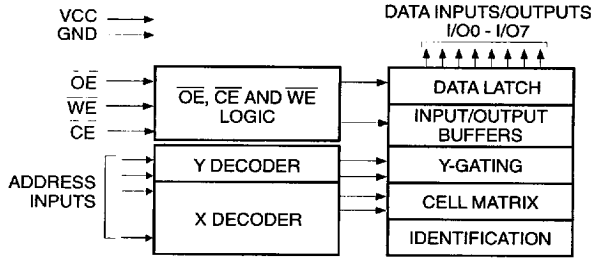 VCC
GND
DATA INPUTS/OUTPUTS
I/O0 - I/O7
OE
WE
CE
OE, CE AND WE
LOGIC
DATA LATCH
INPUT/OUTPUT
BUFFERS
ADDRESS
INPUTS
Y DECODER
X DECODER
Y-GATING
CELL MATRIX
IDENTIFICATION